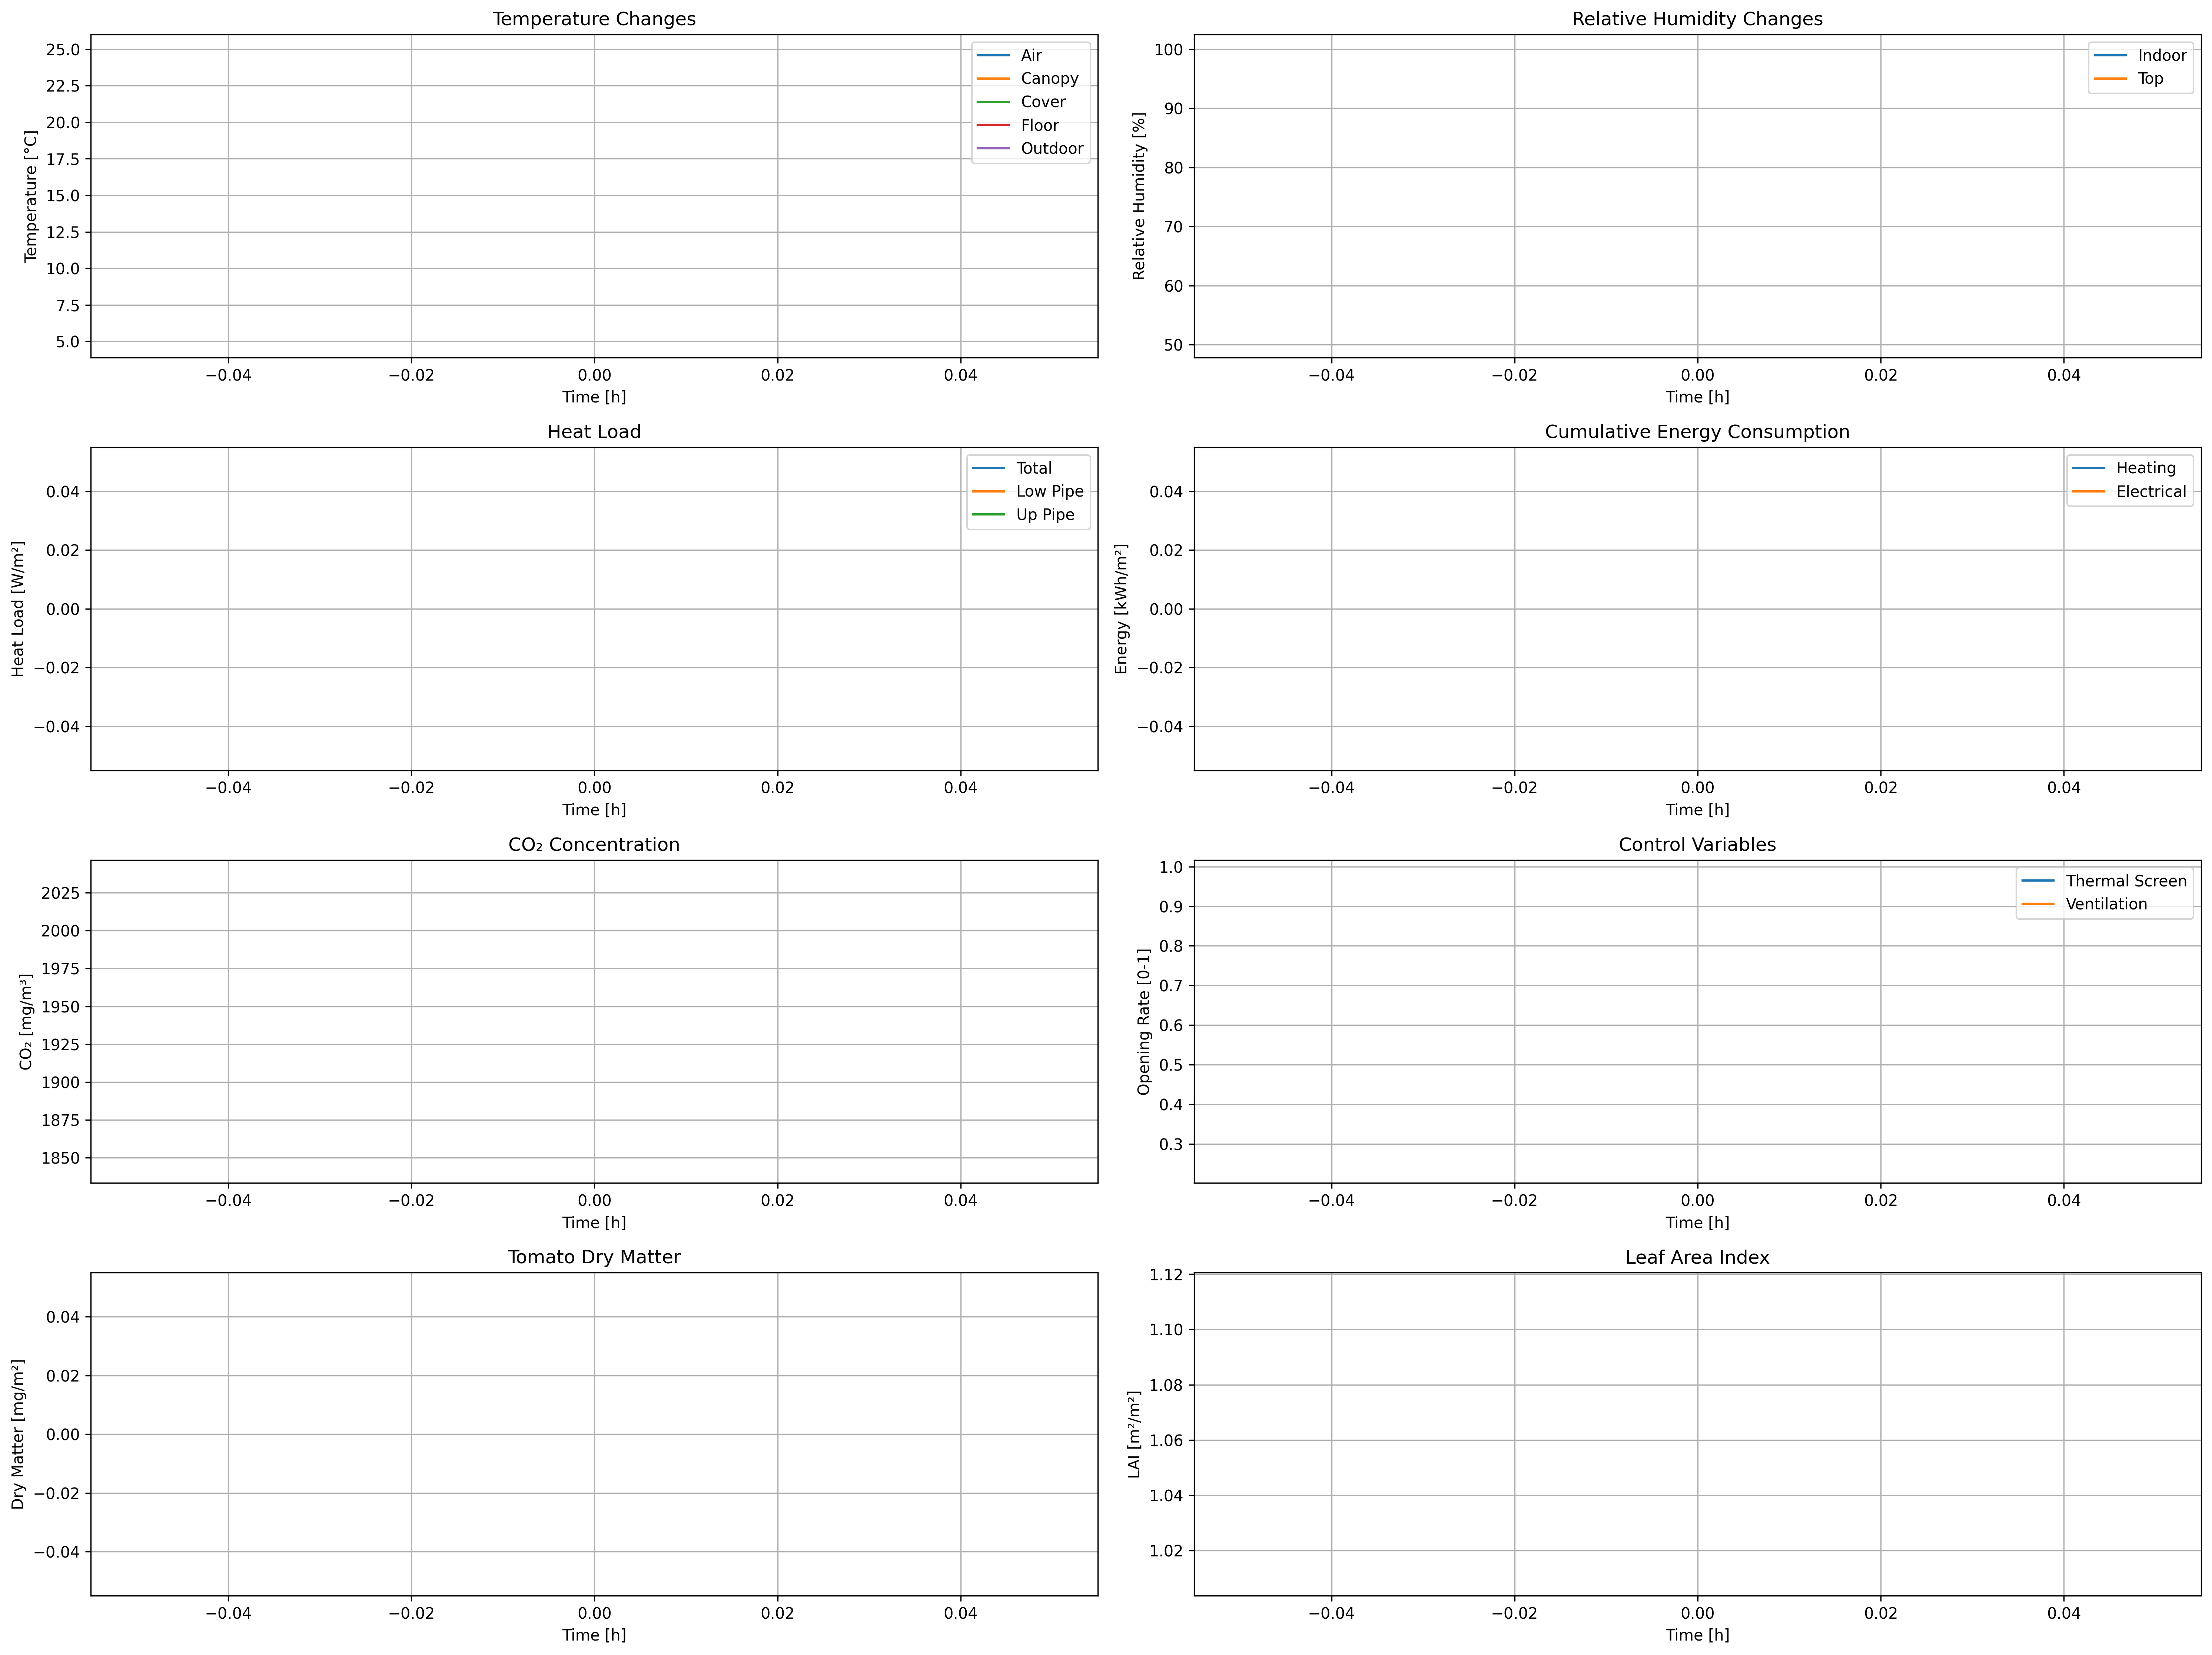 Temperature Changes
Temperature [°C]
25.0
22.5
20.0
17.5
15.0
12.5
10.0
7.5
5.0
Air
Canopy
Cover
Floor
Outdoor
−0.04 −0.02 0.00 0.02 0.04
Time [h]
Relative Humidity Changes
Relative Humidity [%]
100
90
80
70
60
50
Indoor
Top
−0.04 −0.02 0.00 0.02 0.04
Time [h]
Heat Load
Heat Load [W/m²]
0.04
0.02
0.00
−0.02
−0.04
Total
Low Pipe
Up Pipe
−0.04 −0.02 0.00 0.02 0.04
Time [h]
Cumulative Energy Consumption
Energy [kWh/m²]
0.04
0.02
0.00
−0.02
−0.04
Heating
Electrical
−0.04 −0.02 0.00 0.02 0.04
Time [h]
CO₂ Concentration
CO₂ [mg/m³]
2025
2000
1975
1950
1925
1900
1875
1850
−0.04 −0.02 0.00 0.02 0.04
Time [h]
Control Variables
Opening Rate [0-1]
1.0
0.9
0.8
0.7
0.6
0.5
0.4
0.3
Thermal Screen
Ventilation
−0.04 −0.02 0.00 0.02 0.04
Time [h]
Tomato Dry Matter
Dry Matter [mg/m²]
0.04
0.02
0.00
−0.02
−0.04
−0.04 −0.02 0.00 0.02 0.04
Time [h]
Leaf Area Index
LAI [m²/m²]
1.12
1.10
1.08
1.06
1.04
1.02
−0.04 −0.02 0.00 0.02 0.04
Time [h]